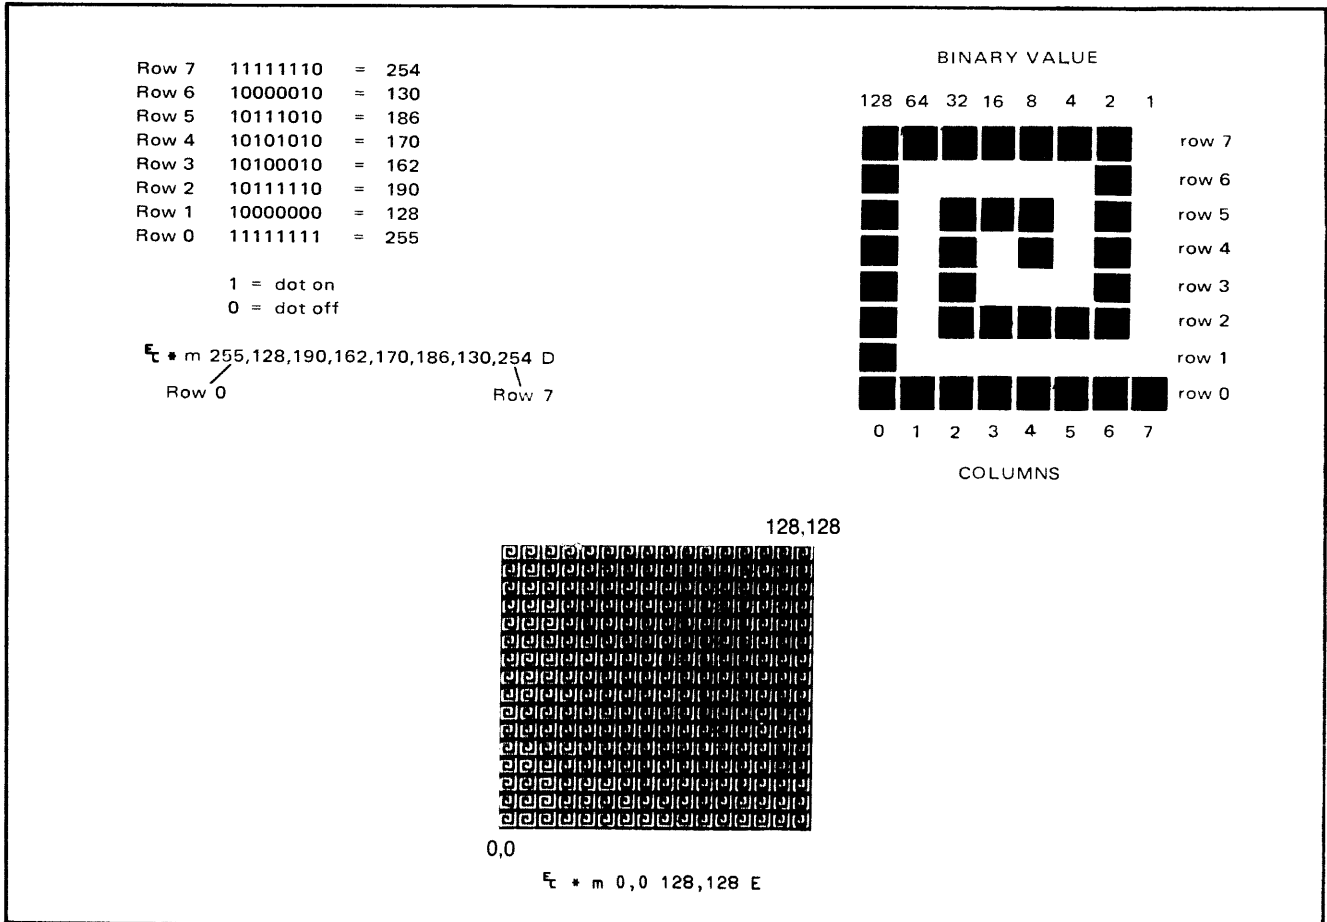 Row 7 11111110 = 254
Row 6 10000010 = 130
Row 5 10111010 = 186
Row 4 10101010 = 170
Row 3 10100010 = 162
Row 2 10111110 = 190
Row 1 10000000 = 128
Row 0 11111111 = 255
1 = dot on
0 = dot off
␛ * m 255,128,190,162,170,186,130,254 D
Row 0 Row 7
BINARY VALUE
128 64 32 16 8 4 2 1
row 7
row 6
row 5
row 4
row 3
row 2
row 1
row 0
0 1 2 3 4 5 6 7
COLUMNS
128,128
0,0
␛ * m 0,0 128,128 E